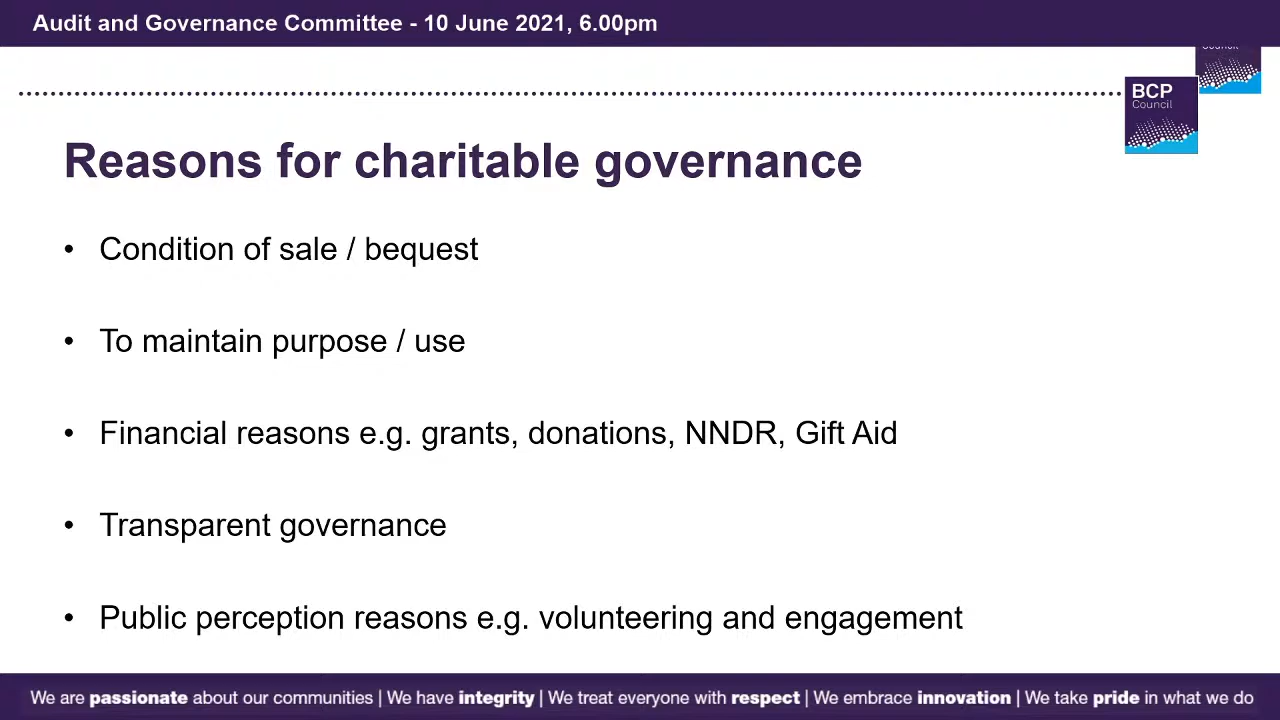 Audit and Governance Committee - 10 June 2021, 6.00pm
Council
BCP
Council
Reasons for charitable governance
• Condition of sale / bequest
• To maintain purpose / use
• Financial reasons e.g. grants, donations, NNDR, Gift Aid
• Transparent governance
• Public perception reasons e.g. volunteering and engagement
We are passionate about our communities | We have integrity | We treat everyone with respect | We embrace innovation | We take pride in what we do